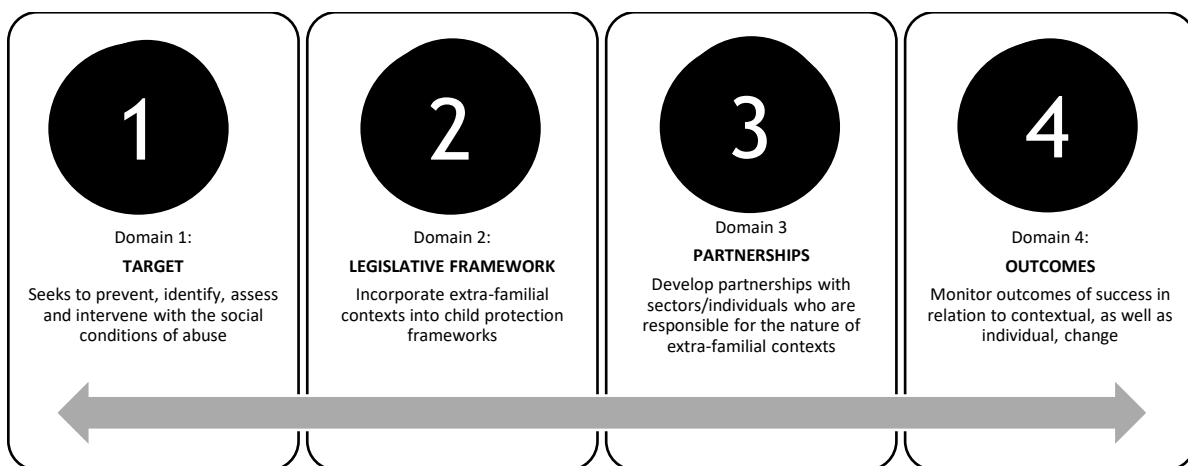 1
Domain 1:
TARGET
Seeks to prevent, identify, assess
and intervene with the social
conditions of abuse
2
Domain 2:
LEGISLATIVE FRAMEWORK
Incorporate extra-familial
contexts into child protection
frameworks
3
Domain 3
PARTNERSHIPS
Develop partnerships with
sectors/individuals who are
responsible for the nature of
extra-familial contexts
4
Domain 4:
OUTCOMES
Monitor outcomes of success in
relation to contextual, as well as
individual, change